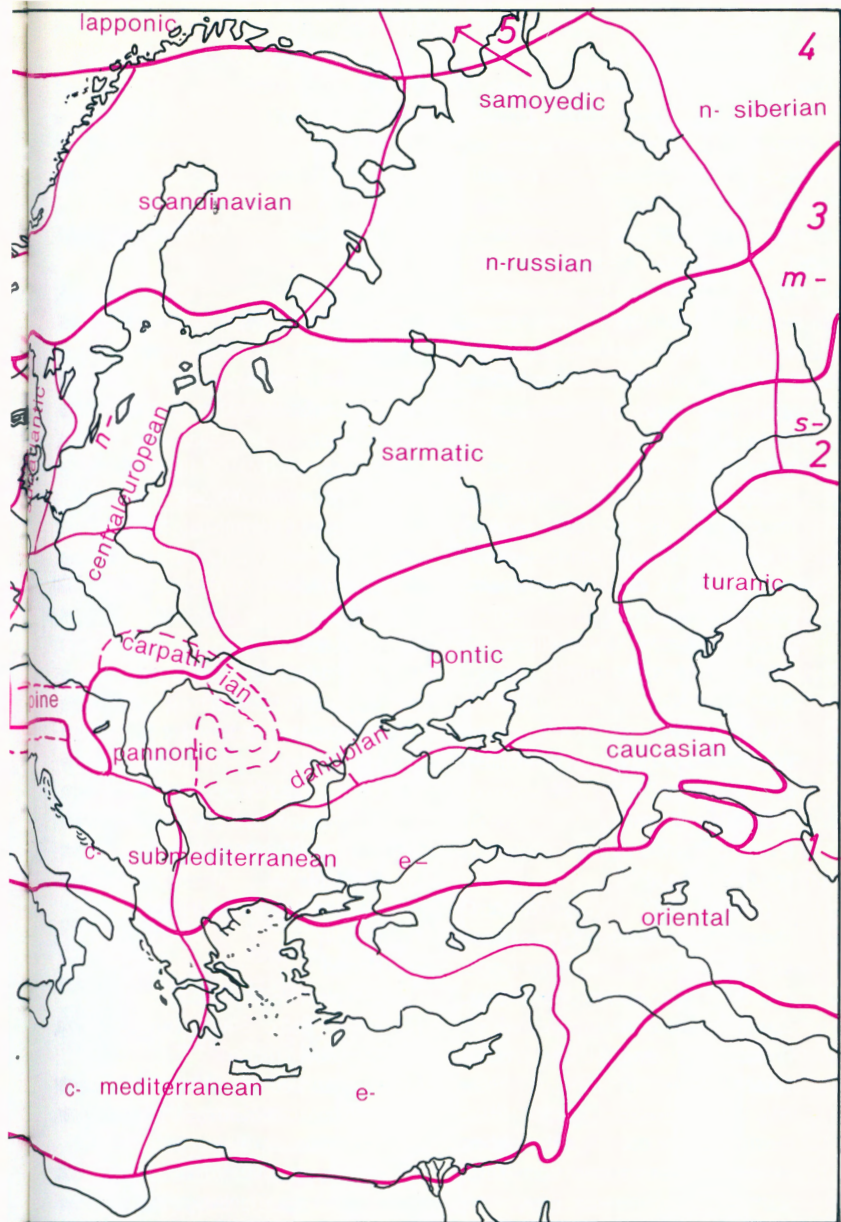 lapponic
5
4
samoyedic
n- siberian
scandinavian
3
n-russian
m -
n-
centraleuropean
s-
sarmatic
2
turanic
carpath
ian
pontic
pine
pannonic
danubian
caucasian
c- submediterranean e-
1
oriental
c- mediterranean e-